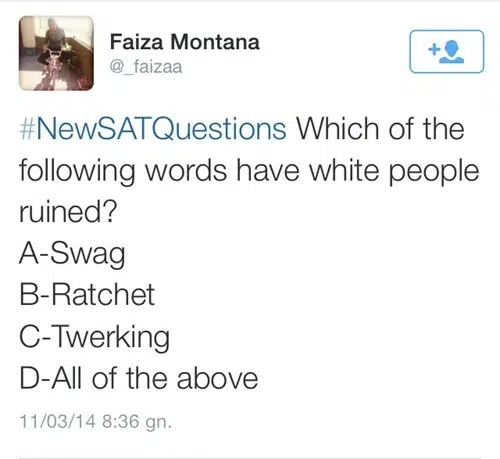 Faiza Montana
@_faizaa
#NewSATQuestions Which of the
following words have white people
ruined?
A-Swag
B-Ratchet
C-Twerking
D-All of the above
11/03/14 8:36 gn.